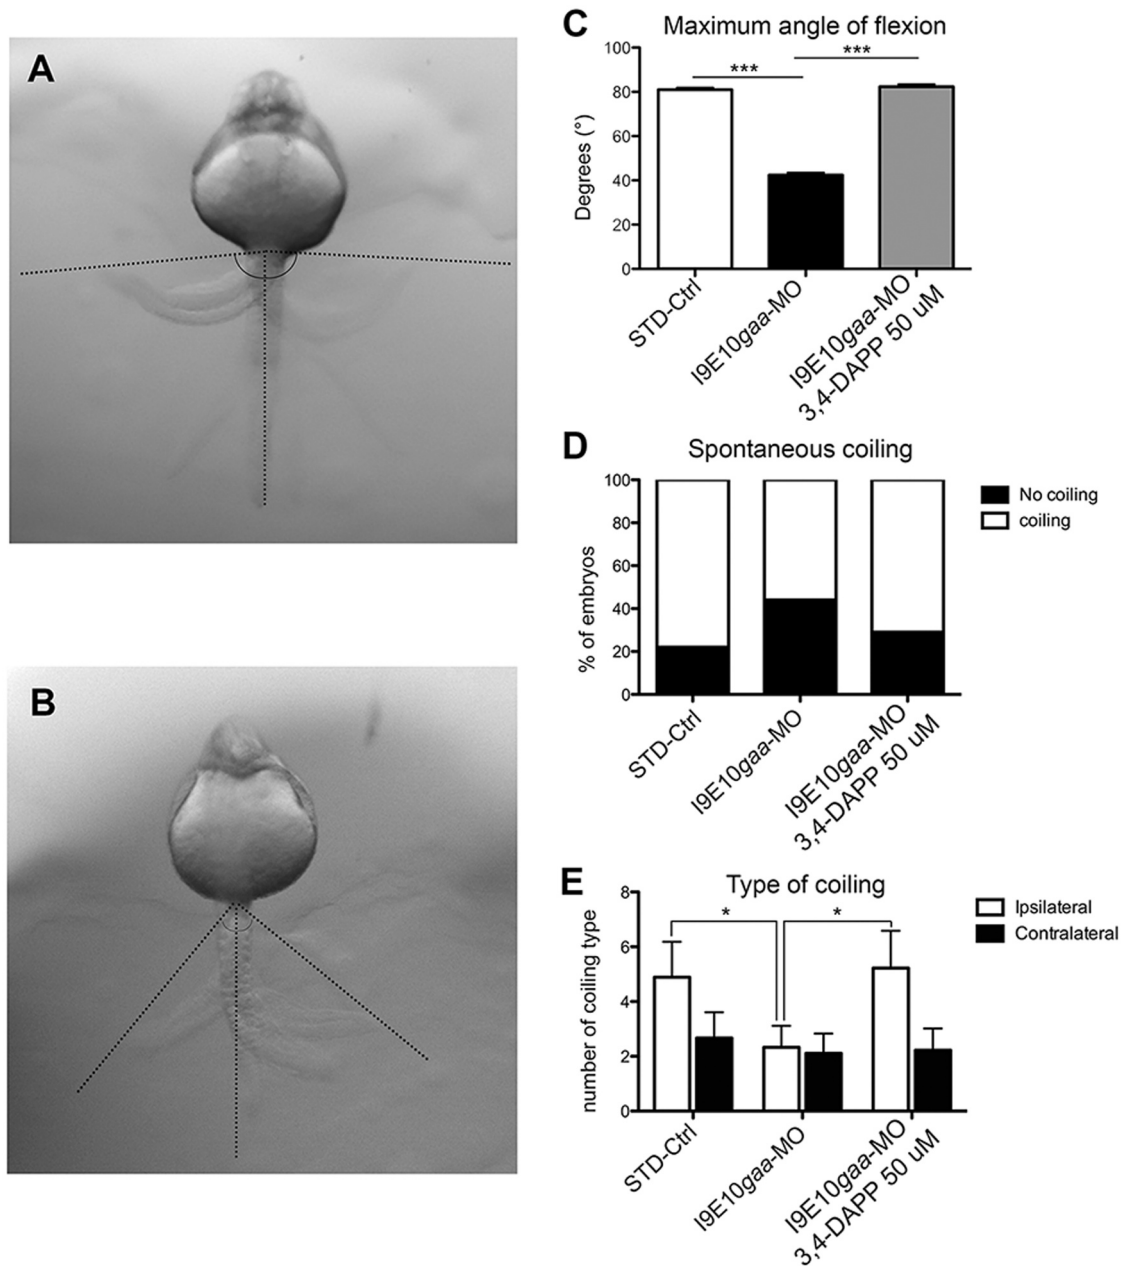 A
B
C
Maximum angle of flexion
***
***
Degrees (°)
100
80
60
40
20
0
STD-Ctrl
I9E10gaa-MO
I9E10gaa-MO
3,4-DAPP 50 uM
D
Spontaneous coiling
% of embryos
100
80
60
40
20
0
No coiling
coiling
STD-Ctrl
I9E10gaa-MO
I9E10gaa-MO
3,4-DAPP 50 uM
E
Type of coiling
number of coiling type
8
6
4
2
0
*
*
Ipsilateral
Contralateral
STD-Ctrl
I9E10gaa-MO
I9E10gaa-MO
3,4-DAPP 50 uM